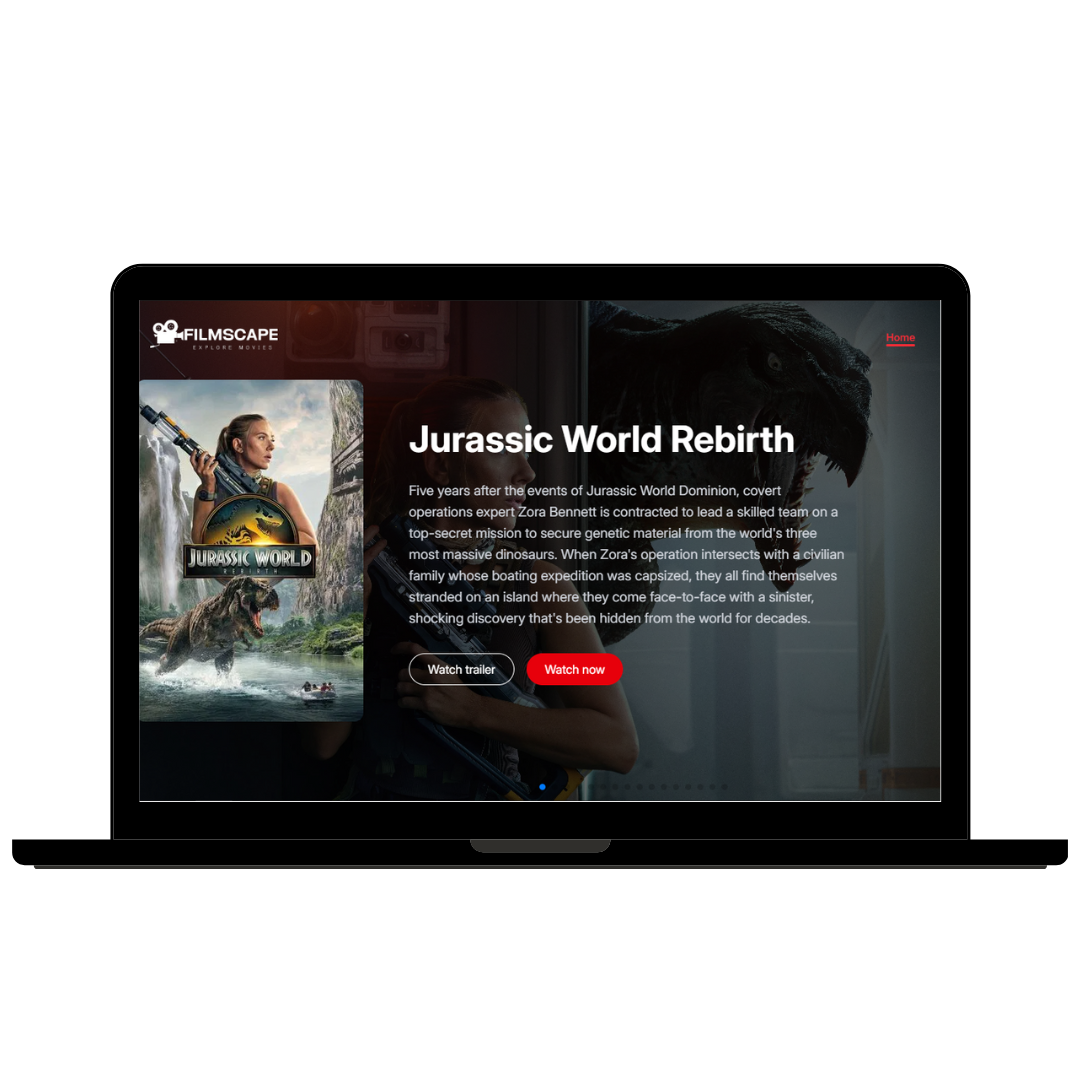 FILMSCAPE
EXPLORE MOVIES
Home
JURASSIC WORLD
REBIRTH
Jurassic World Rebirth
Five years after the events of Jurassic World Dominion, covert
operations expert Zora Bennett is contracted to lead a skilled team on a
top-secret mission to secure genetic material from the world's three
most massive dinosaurs. When Zora's operation intersects with a civilian
family whose boating expedition was capsized, they all find themselves
stranded on an island where they come face-to-face with a sinister,
shocking discovery that's been hidden from the world for decades.
Watch trailer
Watch now